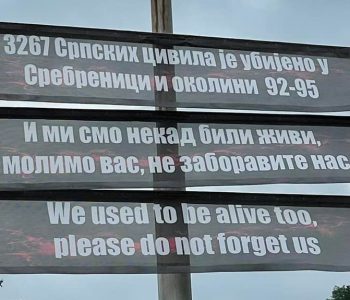 3267 Српских цивила је убијено у
Сребреници и околини 92-95
И ми смо некад били живи,
молимо вас, не заборавите нас
We used to be alive too,
please do not forget us